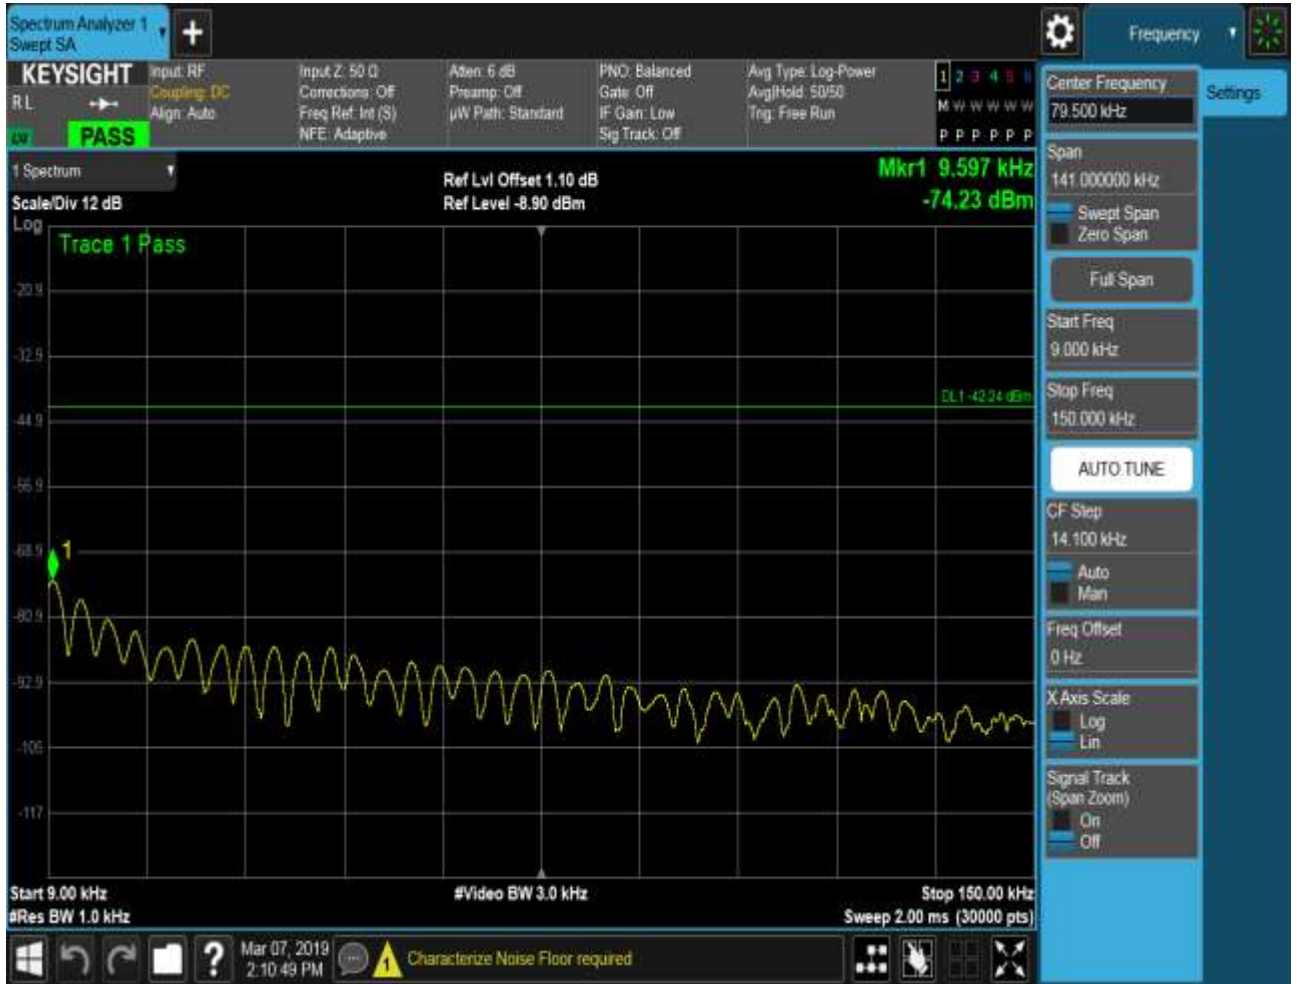 Spectrum Analyzer 1
Swept SA
+
Frequency
KEYSIGHT
R L
PASS
Input: RF
Coupling: DC
Align: Auto
Input Z: 50 Ω
Corrections: Off
Freq Ref: Int (S)
NFE: Adaptive
Atten: 6 dB
Preamp: Off
µW Path: Standard
PNO: Balanced
Gate: Off
IF Gain: Low
Sig Track: Off
Avg Type: Log-Power
Avg|Hold: 50/50
Trig: Free Run
1 2 3 4 5 6
M W W W W W
P P P P P P
Center Frequency
79.500 kHz
Settings
Span
141.000000 kHz
Swept Span
Zero Span
Full Span
Start Freq
9.000 kHz
Stop Freq
150.000 kHz
AUTO TUNE
CF Step
14.100 kHz
Auto
Man
Freq Offset
0 Hz
X Axis Scale
Log
Lin
Signal Track
(Span Zoom)
On
Off
1 Spectrum
Scale/Div 12 dB
Ref Lvl Offset 1.10 dB
Ref Level -8.90 dBm
Mkr1 9.597 kHz
-74.23 dBm
Log
Trace 1 Pass
-20.9
-32.9
DL1 -42.24 dBm
-44.9
-56.9
-68.9
1
-80.9
-92.9
-105
-117
Start 9.00 kHz
#Video BW 3.0 kHz
Stop 150.00 kHz
#Res BW 1.0 kHz
Sweep 2.00 ms (30000 pts)
?
Mar 07, 2019
2:10:49 PM
1
Characterize Noise Floor required